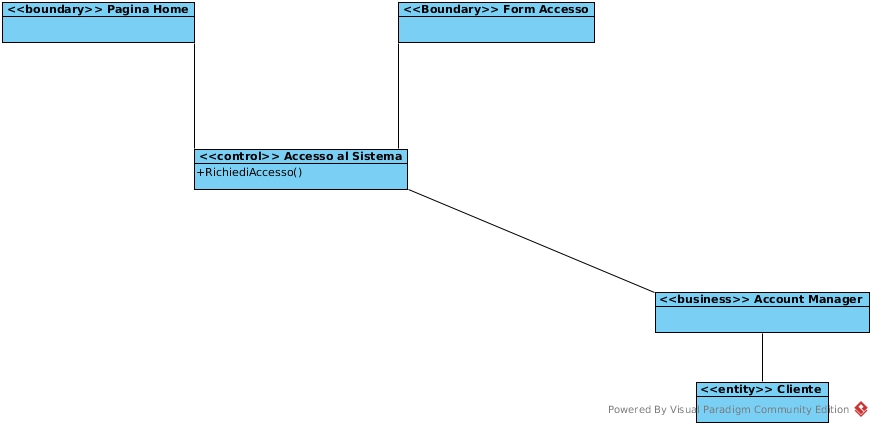 <<boundary>> Pagina Home
<<Boundary>> Form Accesso
<<control>> Accesso al Sistema
+RichiediAccesso()
<<business>> Account Manager
<<entity>> Cliente
Powered By Visual Paradigm Community Edition